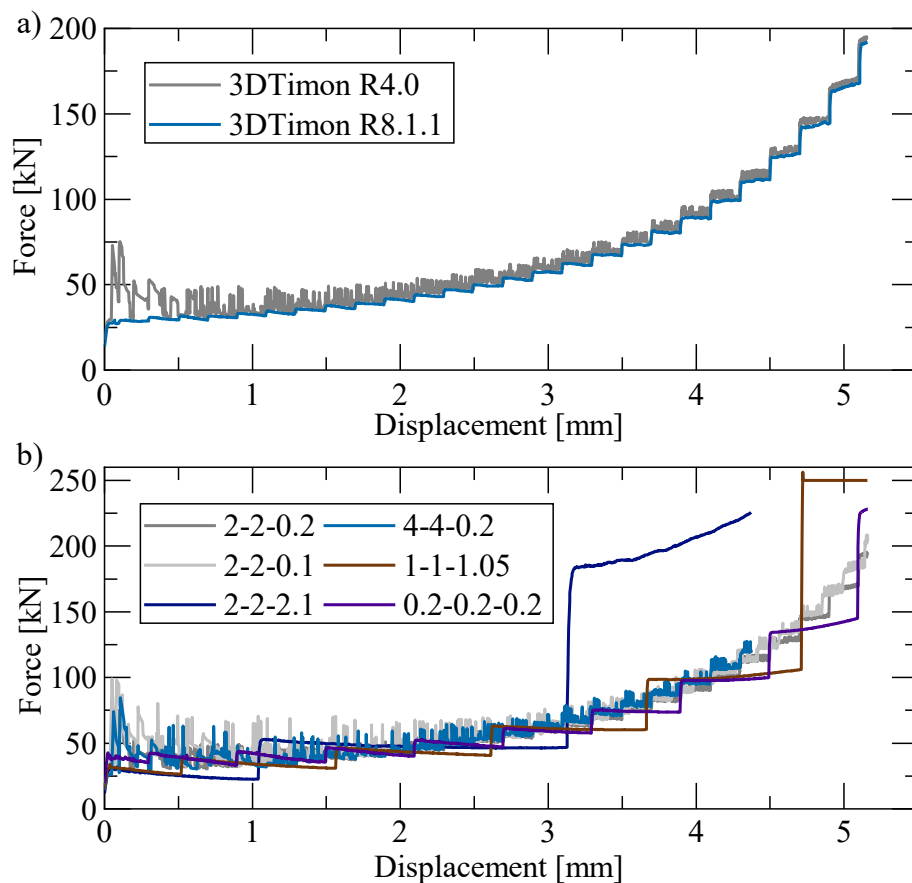 a)
200
150
100
50
0
Force [kN]
3DTimon R4.0
3DTimon R8.1.1
0 1 2 3 4 5
Displacement [mm]
b)
250
200
150
100
50
0
Force [kN]
2-2-0.2 4-4-0.2
2-2-0.1 1-1-1.05
2-2-2.1 0.2-0.2-0.2
0 1 2 3 4 5
Displacement [mm]